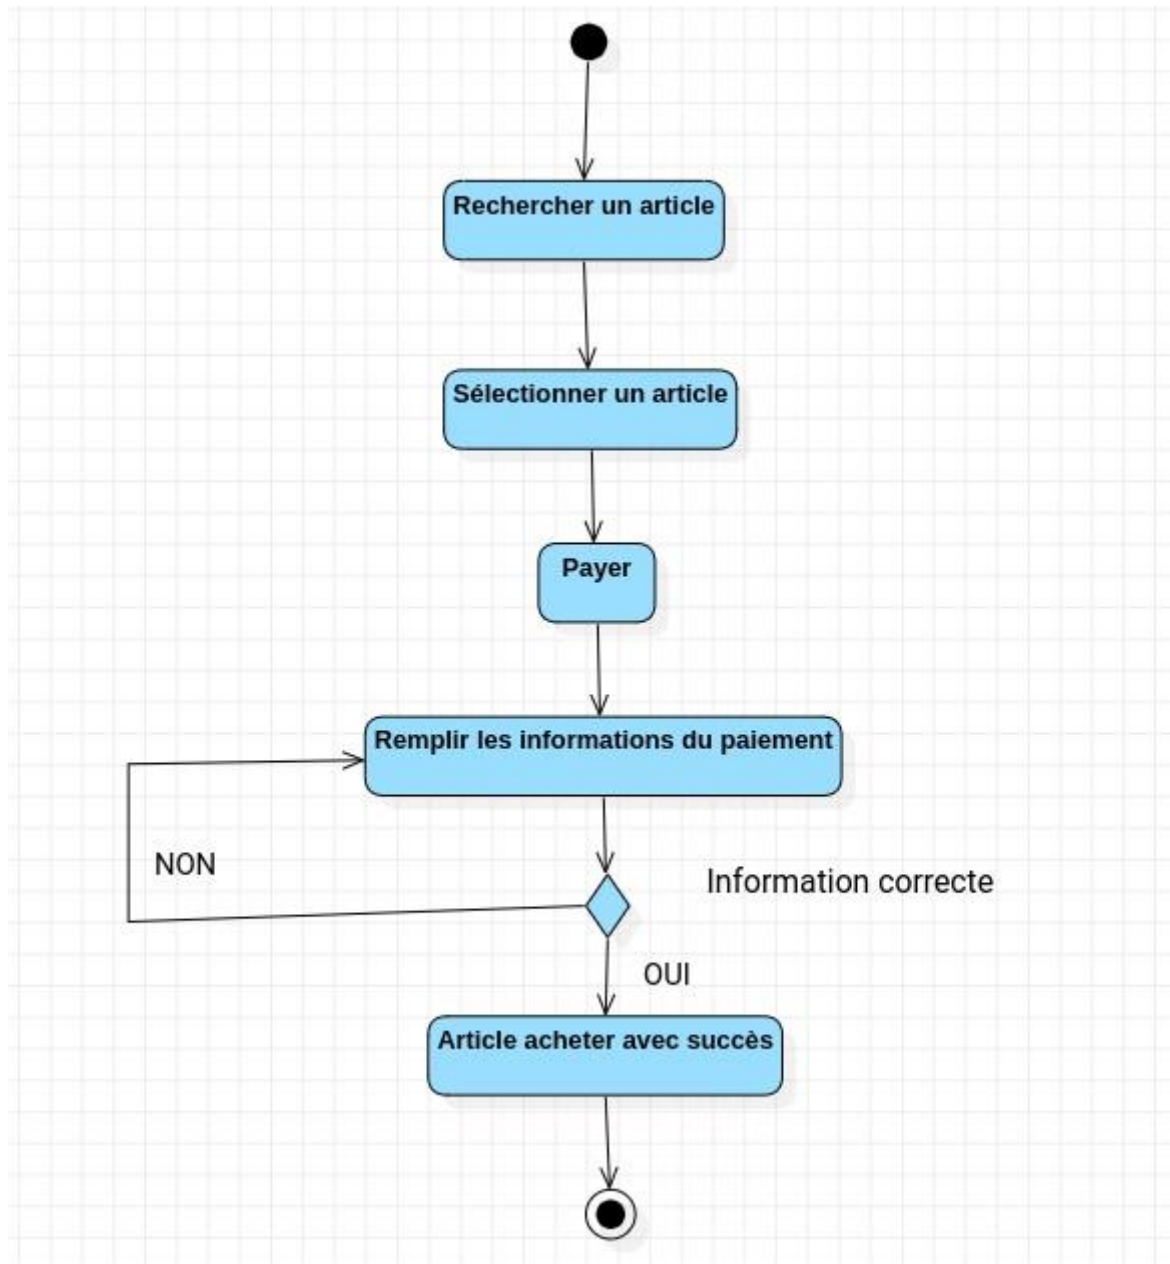 Rechercher un article
Sélectionner un article
Payer
Remplir les informations du paiement
NON
Information correcte
OUI
Article acheter avec succès